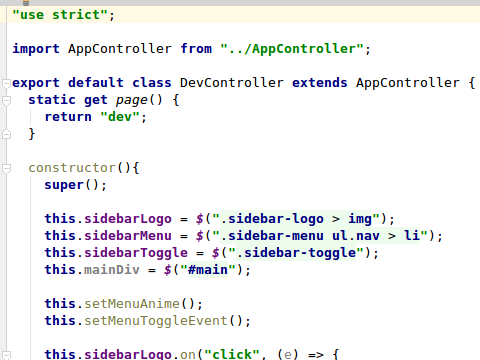 "use strict";
import AppController from "../AppController";
export default class DevController extends AppController {
static get page() {
return "dev";
}
constructor(){
super();
this.sidebarLogo = $(".sidebar-logo > img");
this.sidebarMenu = $(".sidebar-menu ul.nav > li");
this.sidebarToggle = $(".sidebar-toggle");
this.mainDiv = $("#main");
this.setMenuAnime();
this.setMenuToggleEvent();
this.sidebarLogo.on("click", (e) => {